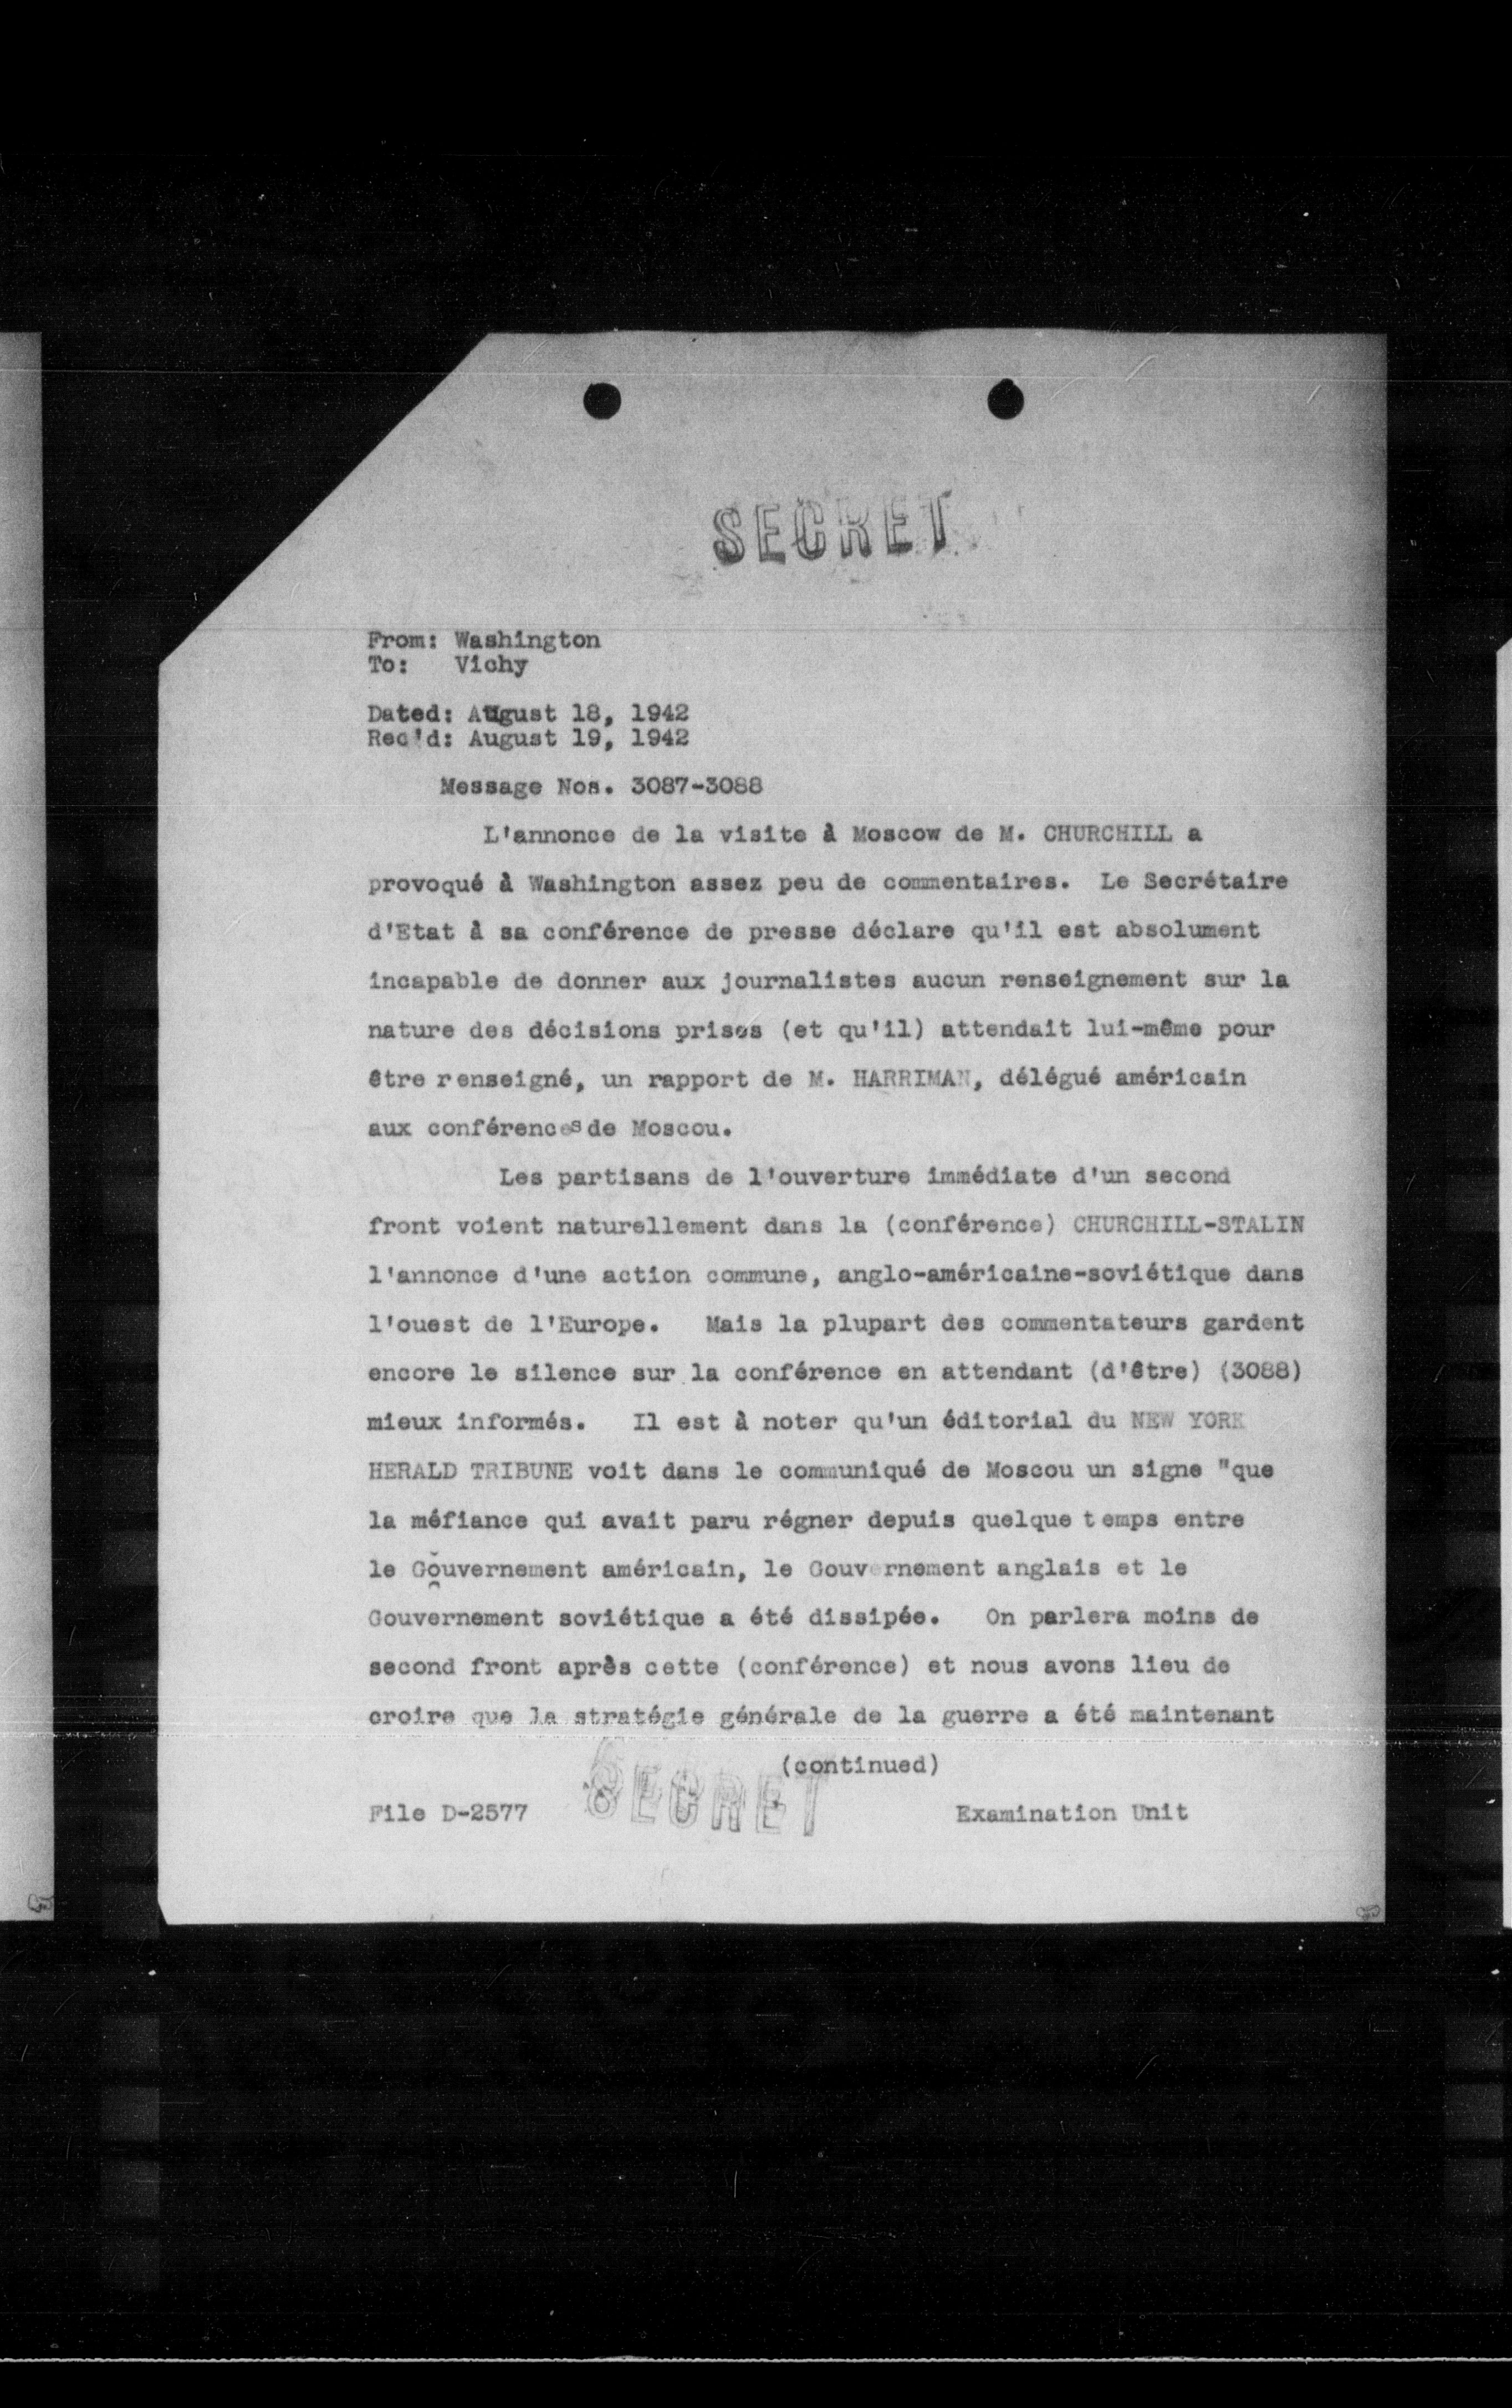 SECRET
From: Washington
To: Vichy
Dated: August 18, 1942
Rec'd: August 19, 1942
Message Nos. 3087-3088
L'annonce de la visite à Moscow de M. CHURCHILL a
provoqué à Washington assez peu de commentaires. Le Secrétaire
d'Etat à sa conférence de presse déclare qu'il est absolument
incapable de donner aux journalistes aucun renseignement sur la
nature des décisions prises (et qu'il) attendait lui-même pour
être renseigné, un rapport de M. HARRIMAN, délégué américain
aux conférences de Moscou.
Les partisans de l'ouverture immédiate d'un second
front voient naturellement dans la (conférence) CHURCHILL-STALIN
l'annonce d'une action commune, anglo-américaine-soviétique dans
l'ouest de l'Europe. Mais la plupart des commentateurs gardent
encore le silence sur la conférence en attendant (d'être) (3088)
mieux informés. Il est à noter qu'un éditorial du NEW YORK
HERALD TRIBUNE voit dans le communiqué de Moscou un signe "que
la méfiance qui avait paru régner depuis quelque temps entre
le Gouvernement américain, le Gouvernement anglais et le
Gouvernement soviétique a été dissipée. On parlera moins de
second front après cette (conférence) et nous avons lieu de
croire que la stratégie générale de la guerre a été maintenant
(continued)
SECRET
File D-2577 Examination Unit